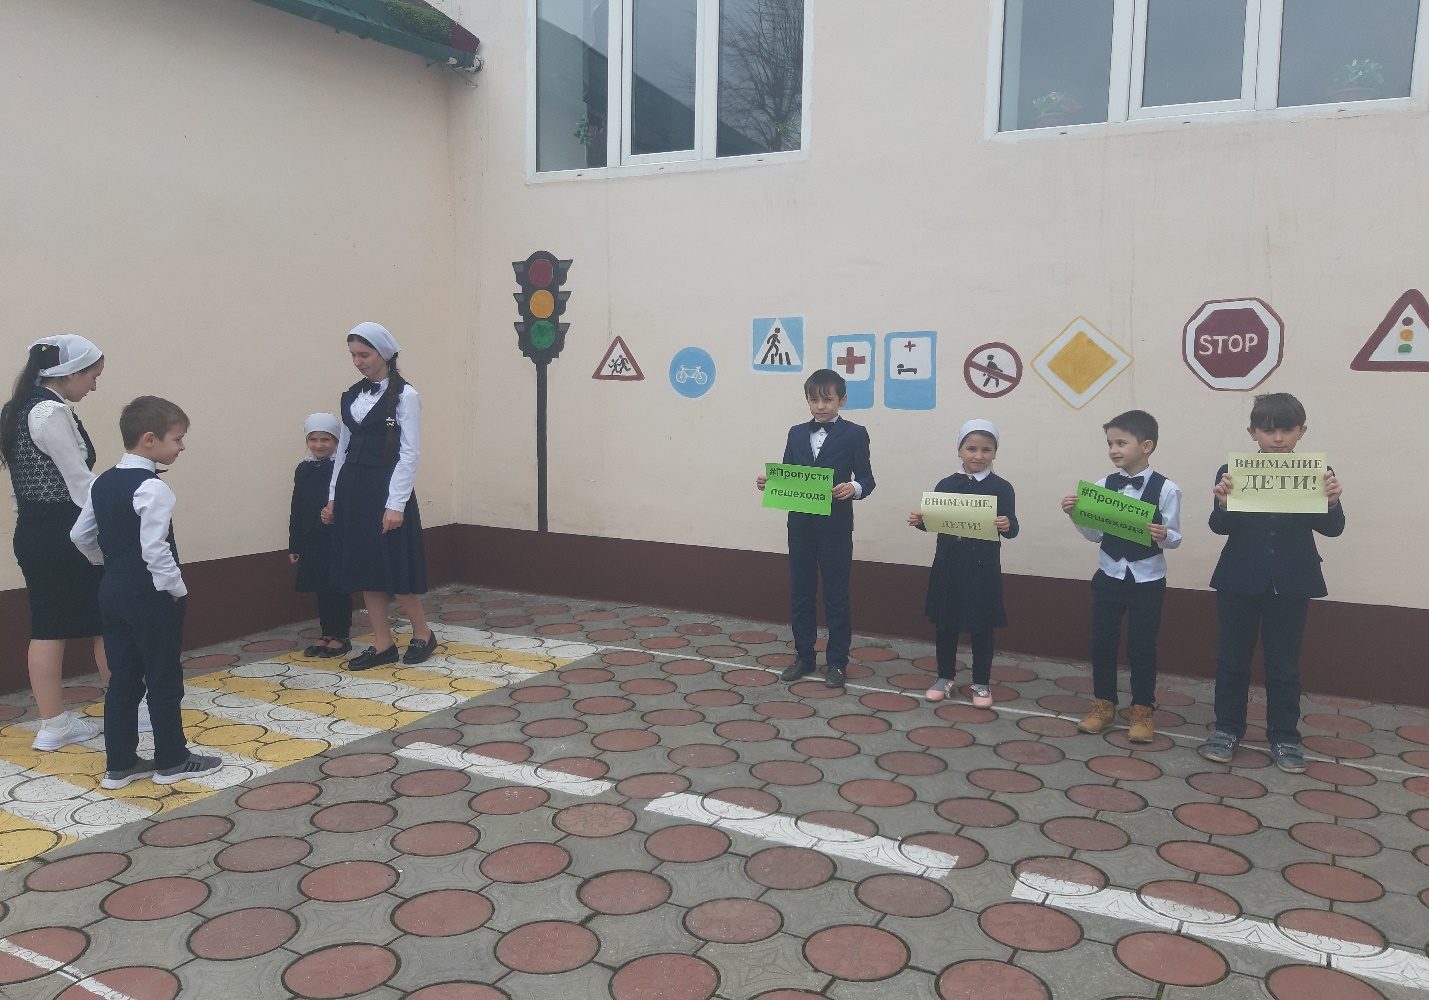 STOP
#Пропусти
пешехода
ВНИМАНИЕ,
ДЕТИ!
#Пропусти
пешехода
ВНИМАНИЕ
ДЕТИ!